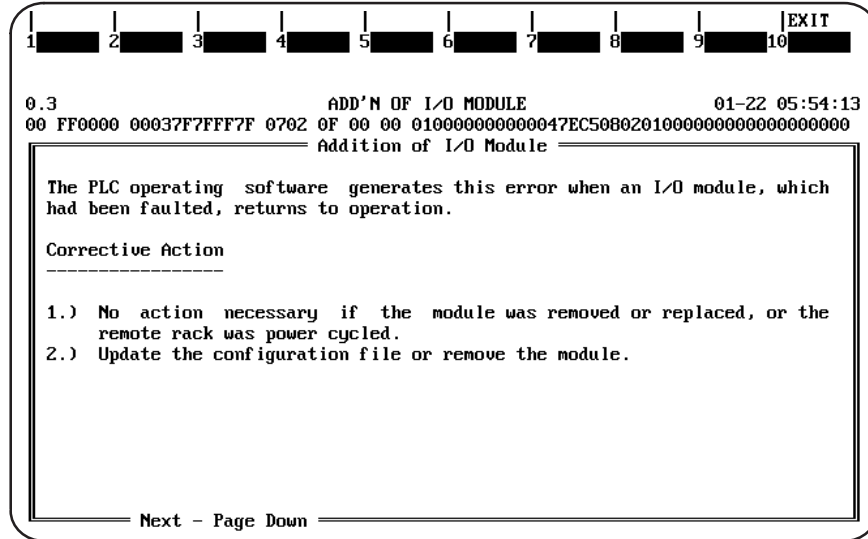 EXIT
1 2 3 4 5 6 7 8 9 10
0.3 ADD'N OF I/O MODULE 01-22 05:54:13
00 FF0000 00037F7FFF7F 0702 0F 00 00 010000000000047EC5080201000000000000000000
Addition of I/O Module
The PLC operating software generates this error when an I/O module, which
had been faulted, returns to operation.
Corrective Action
-----------------
1.) No action necessary if the module was removed or replaced, or the
remote rack was power cycled.
2.) Update the configuration file or remove the module.
Next - Page Down